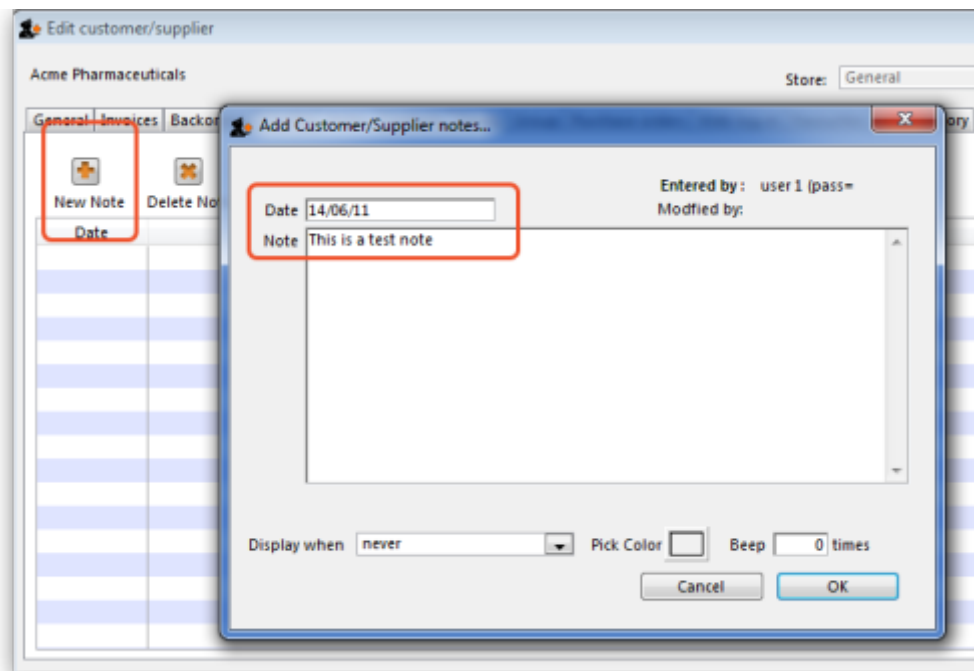 Edit customer/supplier
Acme Pharmaceuticals
Store: General
General Invoices Backor
ory
Add Customer/Supplier notes...
New Note Delete No
Date
Entered by: user 1 (pass=
Modfied by:
Date 14/06/11
Note This is a test note
Display when never Pick Color Beep 0 times
Cancel OK